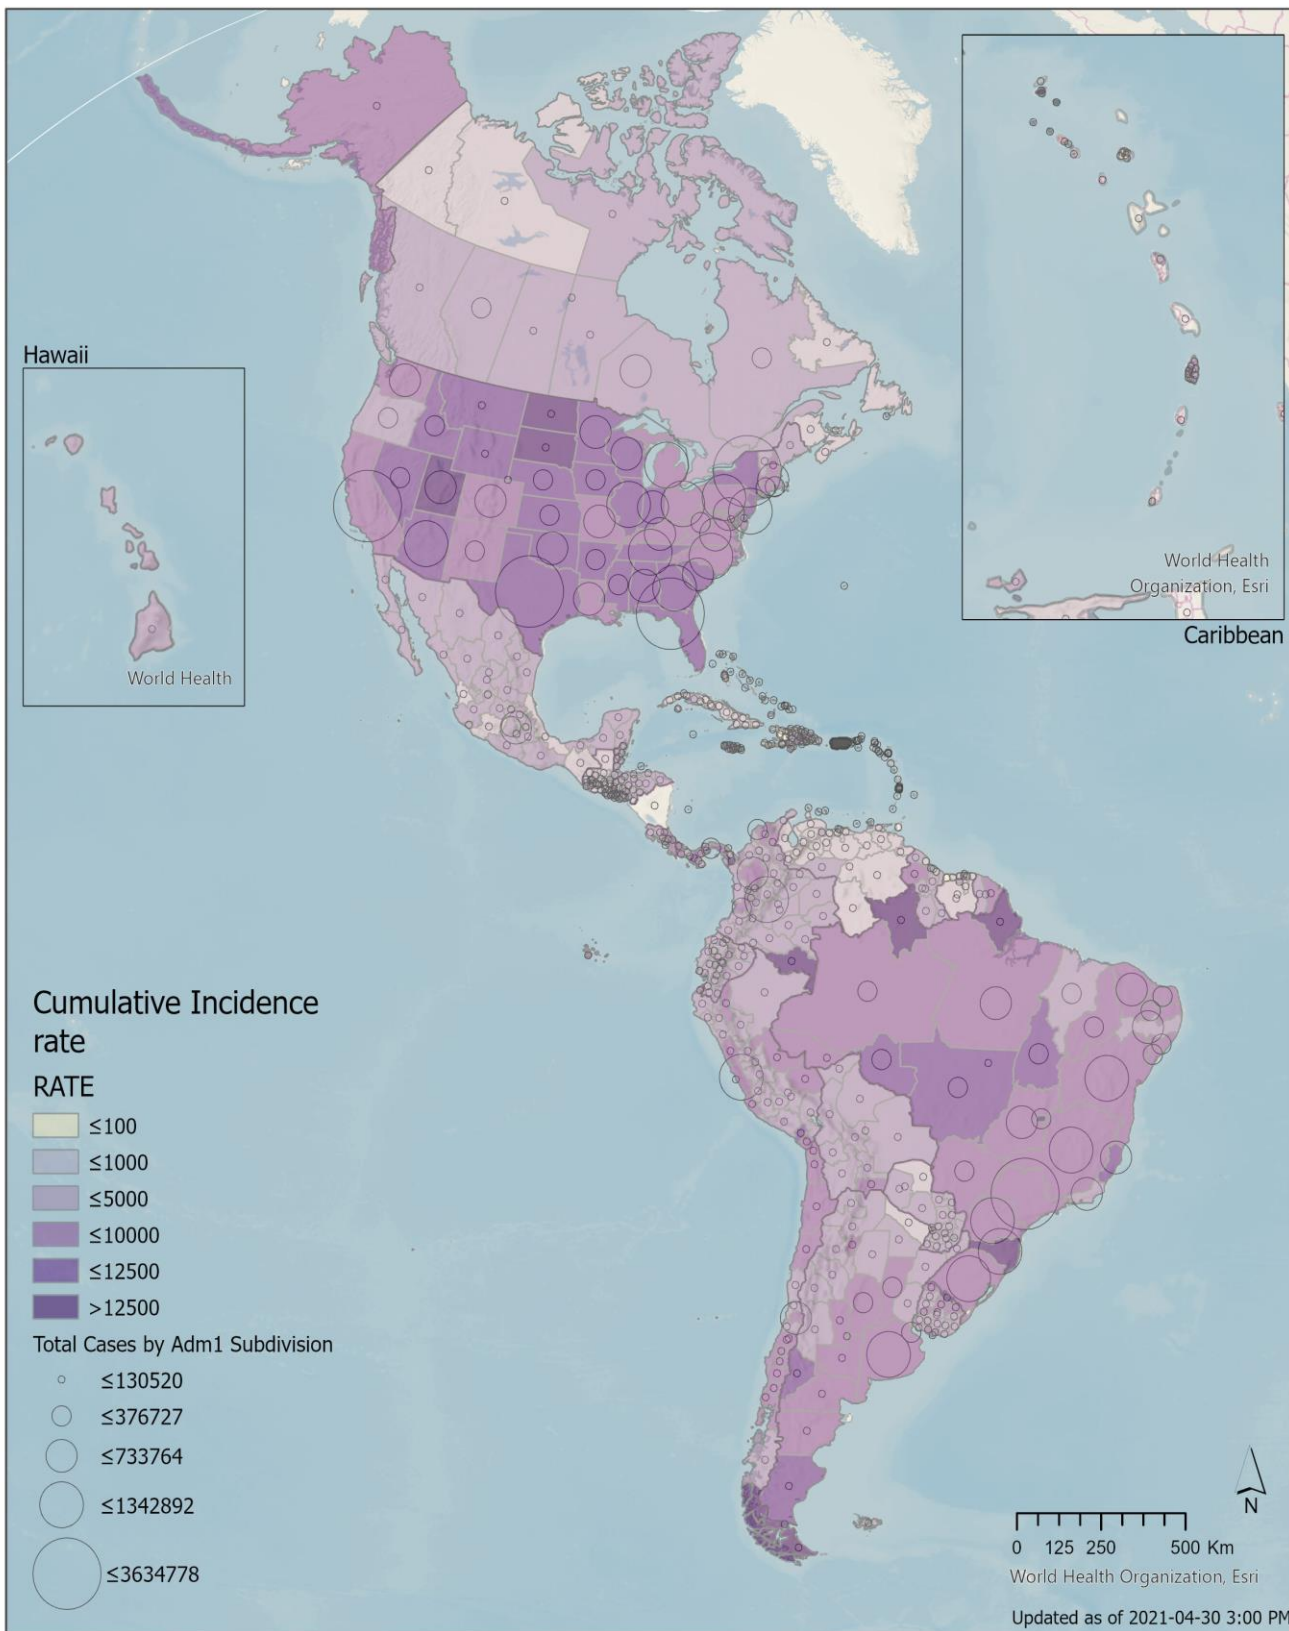 Hawaii
World Health
World Health
Organization, Esri
Caribbean
Cumulative Incidence
rate
RATE
≤100
≤1000
≤5000
≤10000
≤12500
>12500
Total Cases by Adm1 Subdivision
≤130520
≤376727
≤733764
≤1342892
≤3634778
N
0 125 250 500 Km
World Health Organization, Esri
Updated as of 2021-04-30 3:00 PM